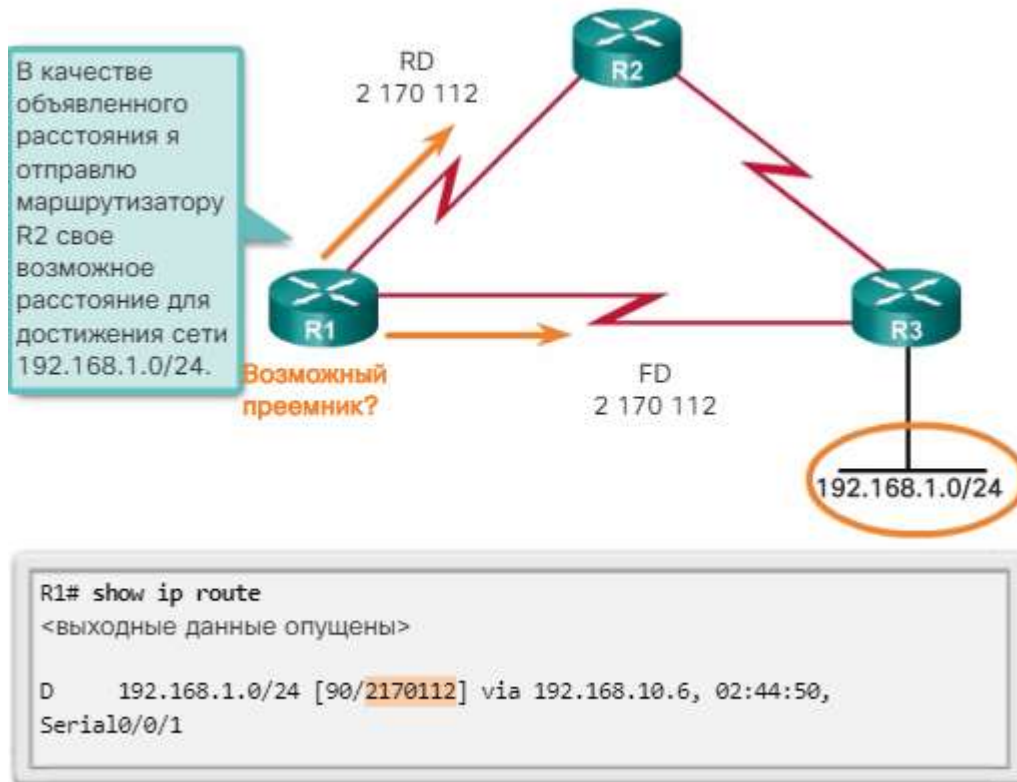 В качестве
объявленного
расстояния я
отправлю
маршрутизатору
R2 свое
возможное
расстояние для
достижения сети
192.168.1.0/24.
RD
2 170 112
R2
R1
Возможный
преемник?
FD
2 170 112
R3
192.168.1.0/24
R1# show ip route
<выходные данные опущены>
D 192.168.1.0/24 [90/2170112] via 192.168.10.6, 02:44:50,
Serial0/0/1